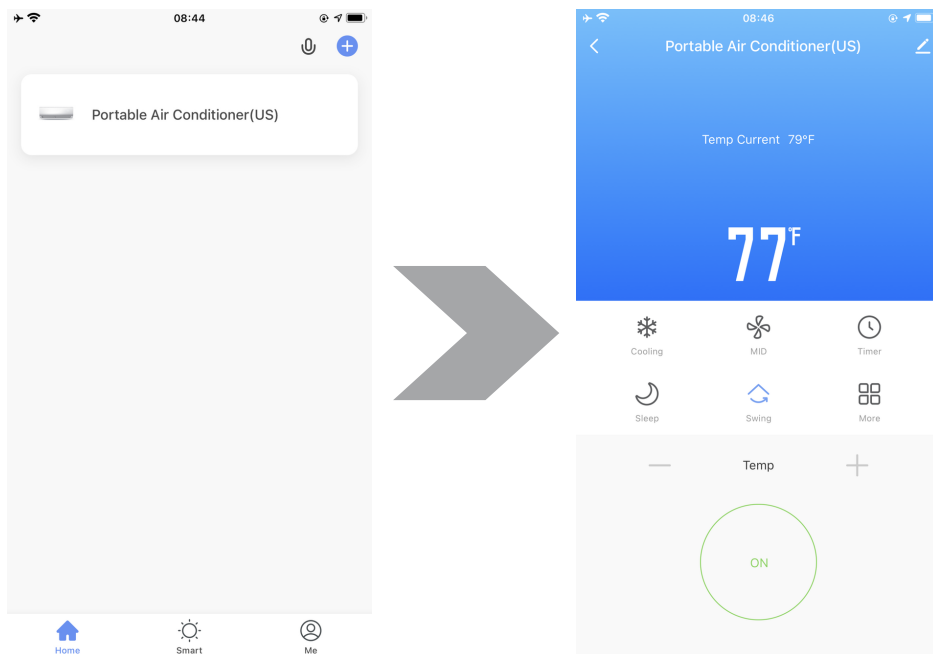 08:44
Portable Air Conditioner(US)
Home
Smart
Me
08:46
Portable Air Conditioner(US)
Temp Current 79°F
77°F
Cooling
MID
Timer
Sleep
Swing
More
Temp
ON